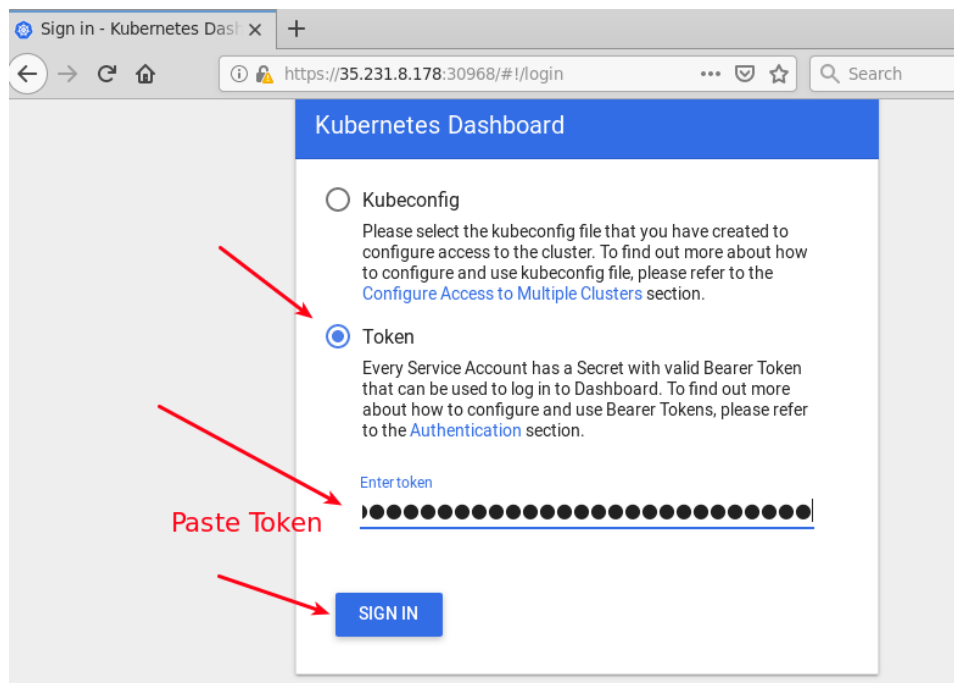 Sign in - Kubernetes Das
https://35.231.8.178:30968/#!/login
Search
Kubernetes Dashboard
Kubeconfig
Please select the kubeconfig file that you have created to
configure access to the cluster. To find out more about how
to configure and use kubeconfig file, please refer to the
Configure Access to Multiple Clusters section.
Token
Every Service Account has a Secret with valid Bearer Token
that can be used to log in to Dashboard. To find out more
about how to configure and use Bearer Tokens, please refer
to the Authentication section.
Enter token
Paste Token
SIGN IN